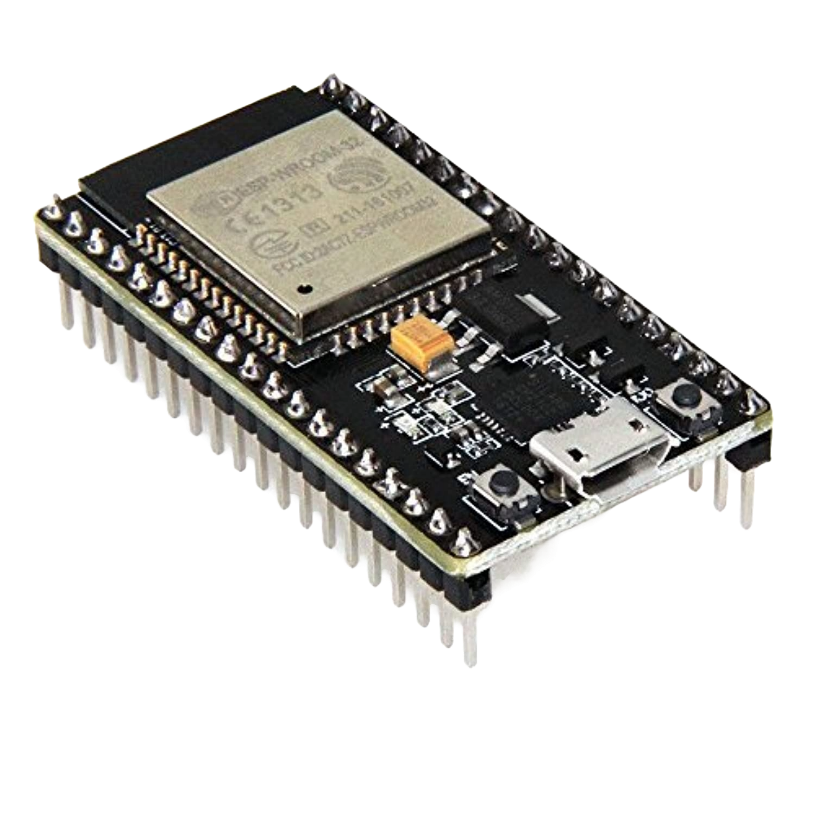 ESP-WROOM-32
CE1313
R 211-161007
FCC ID:2AC7Z-ESPWROOM32